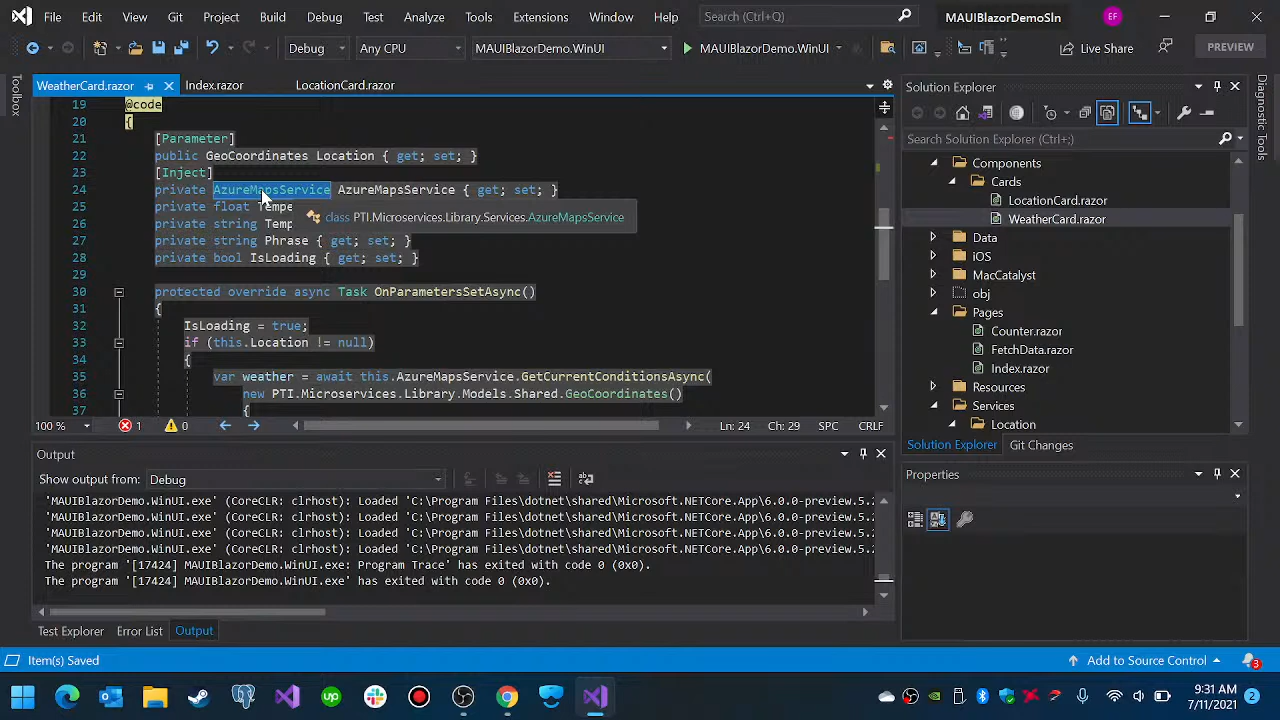 File Edit View Git Project Build Debug Test Analyze Tools Extensions Window Help Search (Ctrl+Q) MAUIBlazorDemoSln EF
Debug Any CPU MAUIBlazorDemo.WinUI MAUIBlazorDemo.WinUI Live Share PREVIEW
Toolbox
WeatherCard.razor Index.razor LocationCard.razor
19 @code
20 {
21 [Parameter]
22 public GeoCoordinates Location { get; set; }
23 [Inject]
24 private AzureMapsService AzureMapsService { get; set; }
25 private float Tempe
class PTI.Microservices.Library.Services.AzureMapsService
26 private string Temp
27 private string Phrase { get; set; }
28 private bool IsLoading { get; set; }
29
30 protected override async Task OnParametersSetAsync()
31 {
32 IsLoading = true;
33 if (this.Location != null)
34 {
35 var weather = await this.AzureMapsService.GetCurrentConditionsAsync(
36 new PTI.Microservices.Library.Models.Shared.GeoCoordinates()
37 {
100 % 1 0 Ln: 24 Ch: 29 SPC CRLF
Output
Show output from: Debug
'MAUIBlazorDemo.WinUI.exe' (CoreCLR: clrhost): Loaded 'C:\Program Files\dotnet\shared\Microsoft.NETCore.App\6.0.0-preview.5.2
'MAUIBlazorDemo.WinUI.exe' (CoreCLR: clrhost): Loaded 'C:\Program Files\dotnet\shared\Microsoft.NETCore.App\6.0.0-preview.5.2
'MAUIBlazorDemo.WinUI.exe' (CoreCLR: clrhost): Loaded 'C:\Program Files\dotnet\shared\Microsoft.NETCore.App\6.0.0-preview.5.2
'MAUIBlazorDemo.WinUI.exe' (CoreCLR: clrhost): Loaded 'C:\Program Files\dotnet\shared\Microsoft.NETCore.App\6.0.0-preview.5.2
The program '[17424] MAUIBlazorDemo.WinUI.exe: Program Trace' has exited with code 0 (0x0).
The program '[17424] MAUIBlazorDemo.WinUI.exe' has exited with code 0 (0x0).
Test Explorer Error List Output
Solution Explorer
Search Solution Explorer (Ctrl+;)
Components
Cards
LocationCard.razor
WeatherCard.razor
Data
iOS
MacCatalyst
obj
Pages
Counter.razor
FetchData.razor
Index.razor
Resources
Services
Location
Solution Explorer Git Changes
Properties
Diagnostic Tools
Item(s) Saved Add to Source Control 3
up
9:31 AM
7/11/2021 2